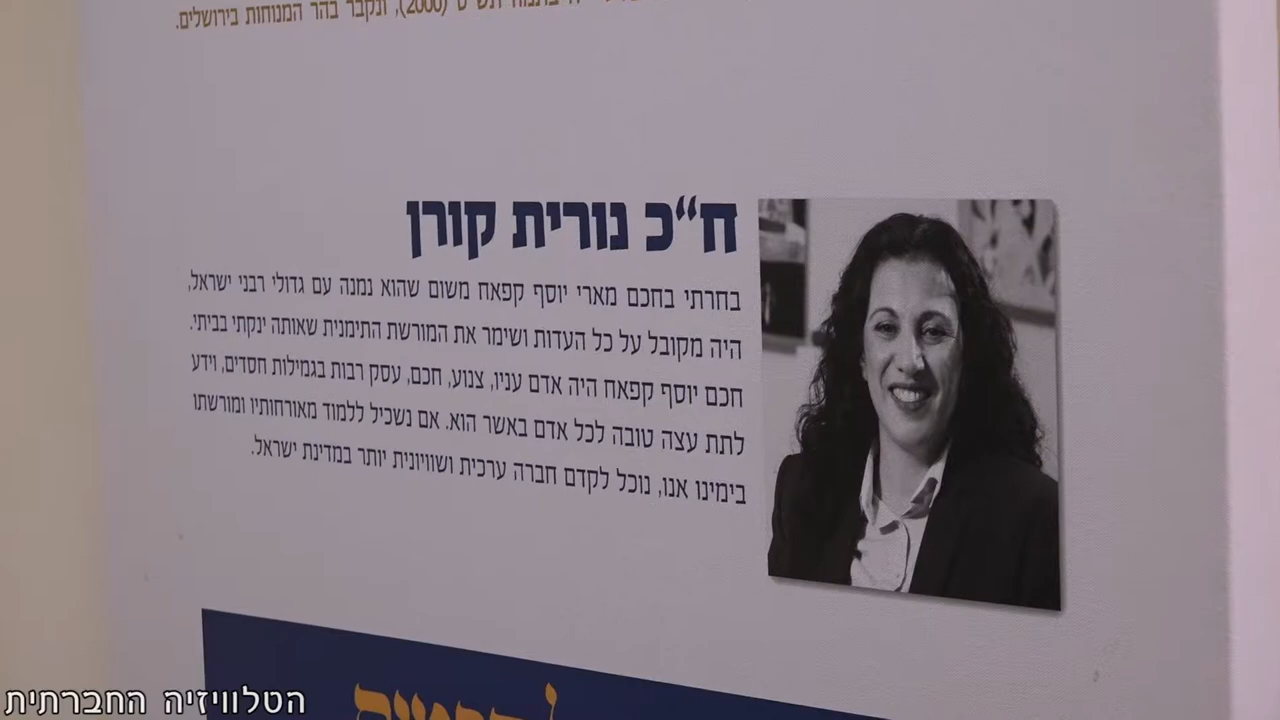 (2000), ונקבר בהר המנוחות בירושלים.
ח"כ נורית קורן
בחרתי בחכם מארי יוסף קפאח משום שהוא נמנה עם גדולי רבני ישראל,
היה מקובל על כל העדות ושימר את המורשת התימנית שאותה ינקתי בביתי.
חכם יוסף קפאח היה אדם עניו, צנוע, חכם, עסק רבות בגמילות חסדים, וידע
לתת עצה טובה לכל אדם באשר הוא. אם נשכיל ללמוד מאורחותיו ומורשתו
בימינו אנו, נוכל לקדם חברה ערכית ושוויונית יותר במדינת ישראל.
הטלוויזיה החברתית